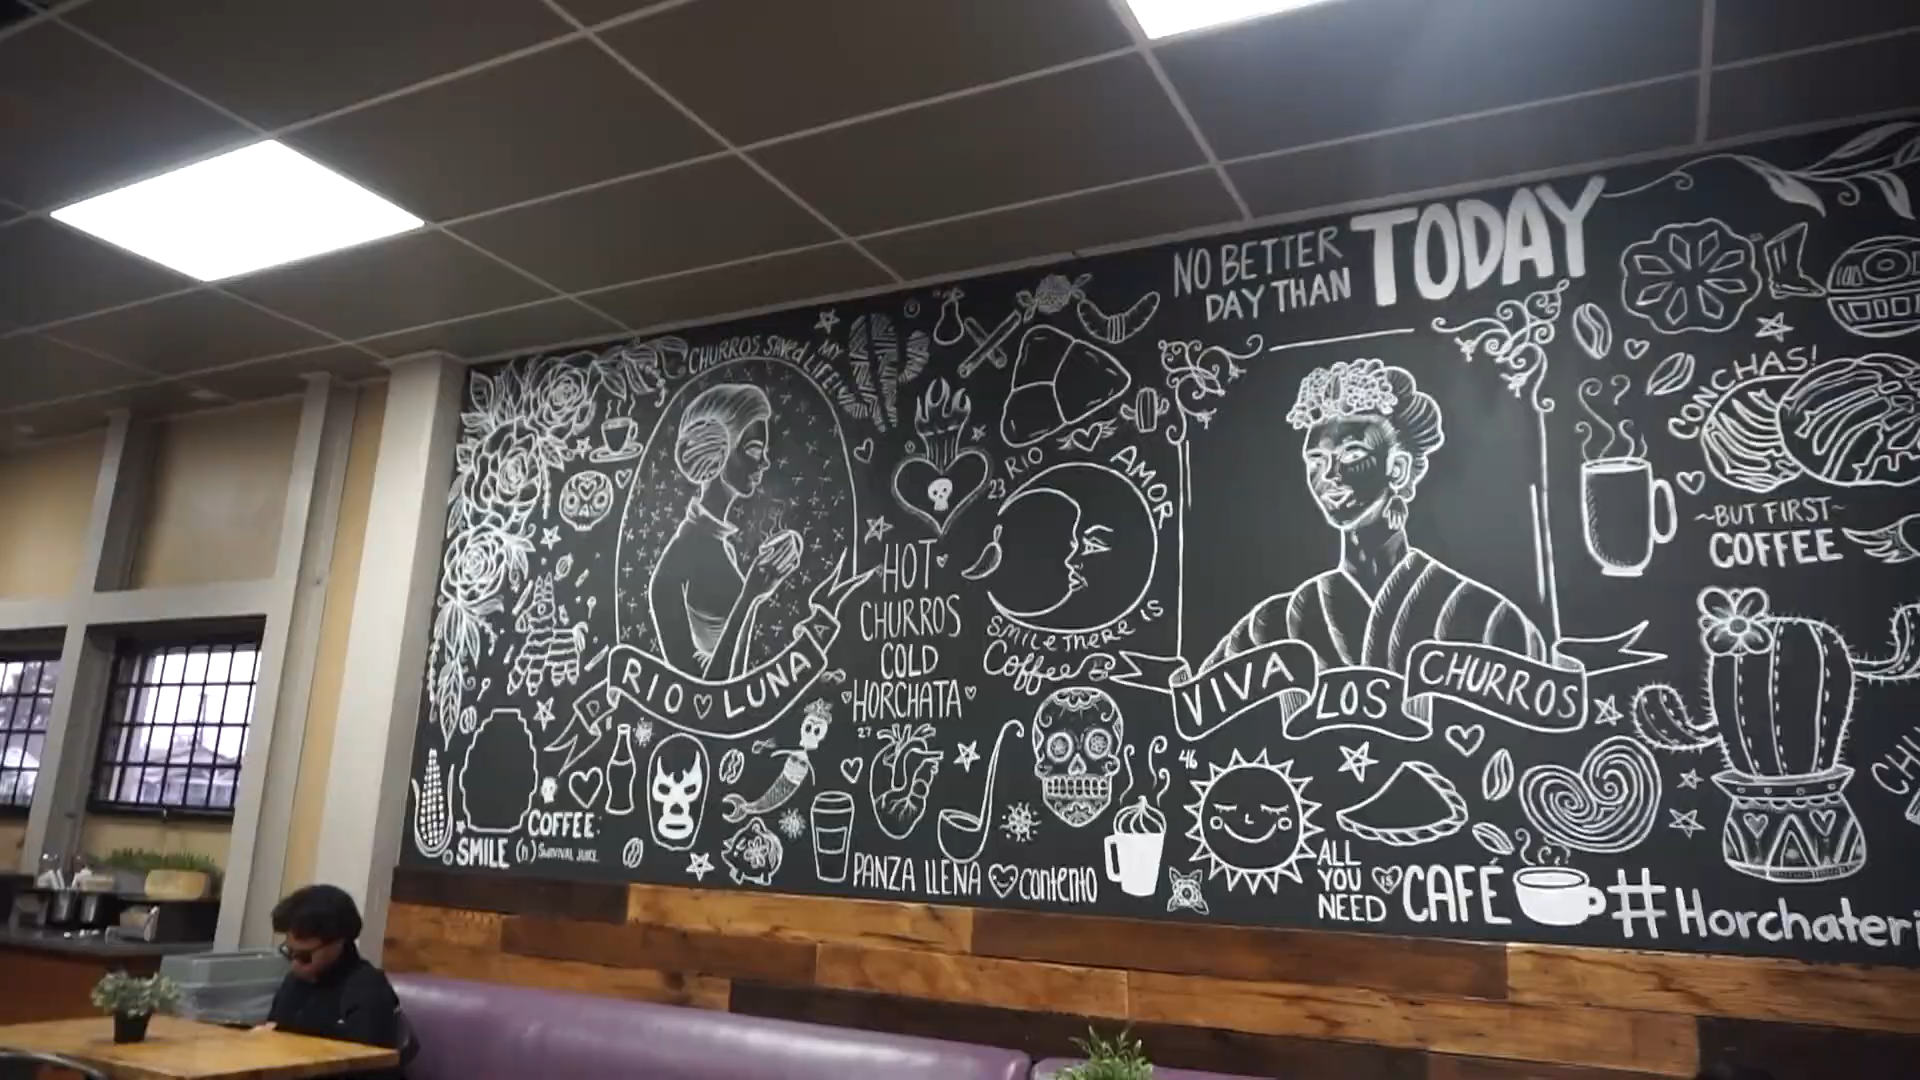 CHURROS SAVED MY LIFE!!
RIO LUNA
COFFEE:
SMILE (n) SURVIVAL JUICE
HOT
CHURROS
COLD
HORCHATA
27
23 RIO
AMOR
SMILE THERE IS
Coffee
PANZA LLENA contento
NO BETTER
DAY THAN
TODAY
VIVA
LOS
CHURROS
46
ALL
YOU
NEED
IS
CAFÉ
#Horchateri
CONCHAS!
~BUT FIRST~
COFFEE